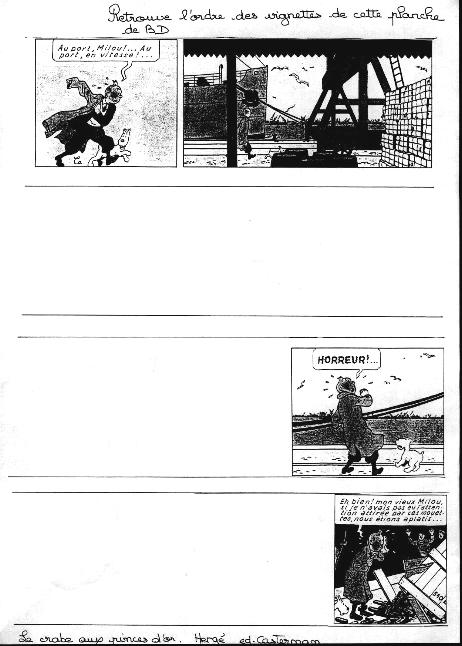 Retrouve l'ordre des vignettes de cette planche
de BD
Au port, Milou!... Au
port, en vitesse!...
HORREUR!...
Eh bien! mon vieux Milou,
si je n'avais pas eu l'atten-
tion attirée par ces mouet-
tes, nous étions aplatis...
Le crabe aux pinces d'or. Hergé ed. Casterman